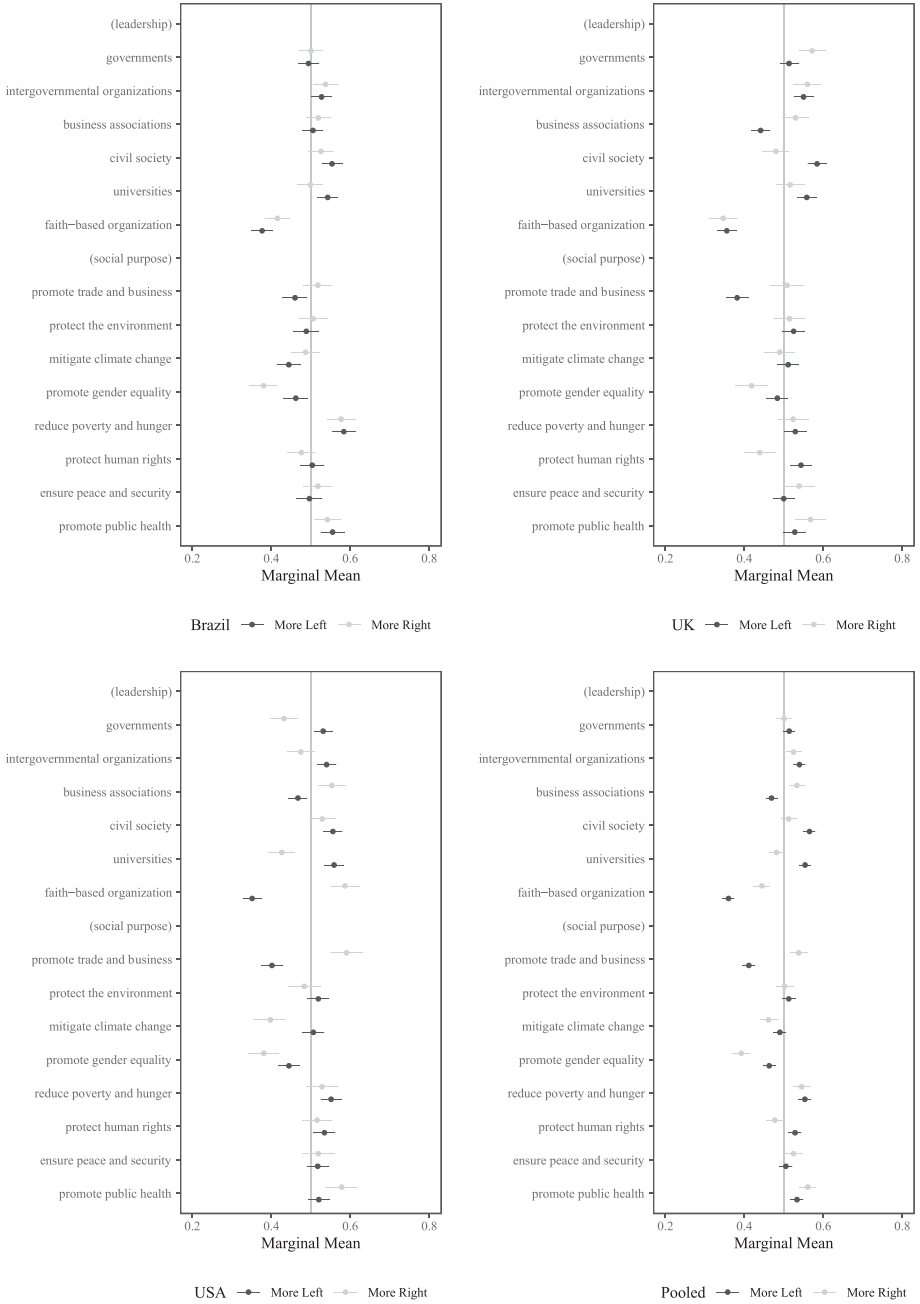 (leadership)
governments
intergovernmental organizations
business associations
civil society
universities
faith−based organization
(social purpose)
promote trade and business
protect the environment
mitigate climate change
promote gender equality
reduce poverty and hunger
protect human rights
ensure peace and security
promote public health
0.2 0.4 0.6 0.8
Marginal Mean
Brazil More Left More Right
(leadership)
governments
intergovernmental organizations
business associations
civil society
universities
faith−based organization
(social purpose)
promote trade and business
protect the environment
mitigate climate change
promote gender equality
reduce poverty and hunger
protect human rights
ensure peace and security
promote public health
0.2 0.4 0.6 0.8
Marginal Mean
UK More Left More Right
(leadership)
governments
intergovernmental organizations
business associations
civil society
universities
faith−based organization
(social purpose)
promote trade and business
protect the environment
mitigate climate change
promote gender equality
reduce poverty and hunger
protect human rights
ensure peace and security
promote public health
0.2 0.4 0.6 0.8
Marginal Mean
USA More Left More Right
(leadership)
governments
intergovernmental organizations
business associations
civil society
universities
faith−based organization
(social purpose)
promote trade and business
protect the environment
mitigate climate change
promote gender equality
reduce poverty and hunger
protect human rights
ensure peace and security
promote public health
0.2 0.4 0.6 0.8
Marginal Mean
Pooled More Left More Right